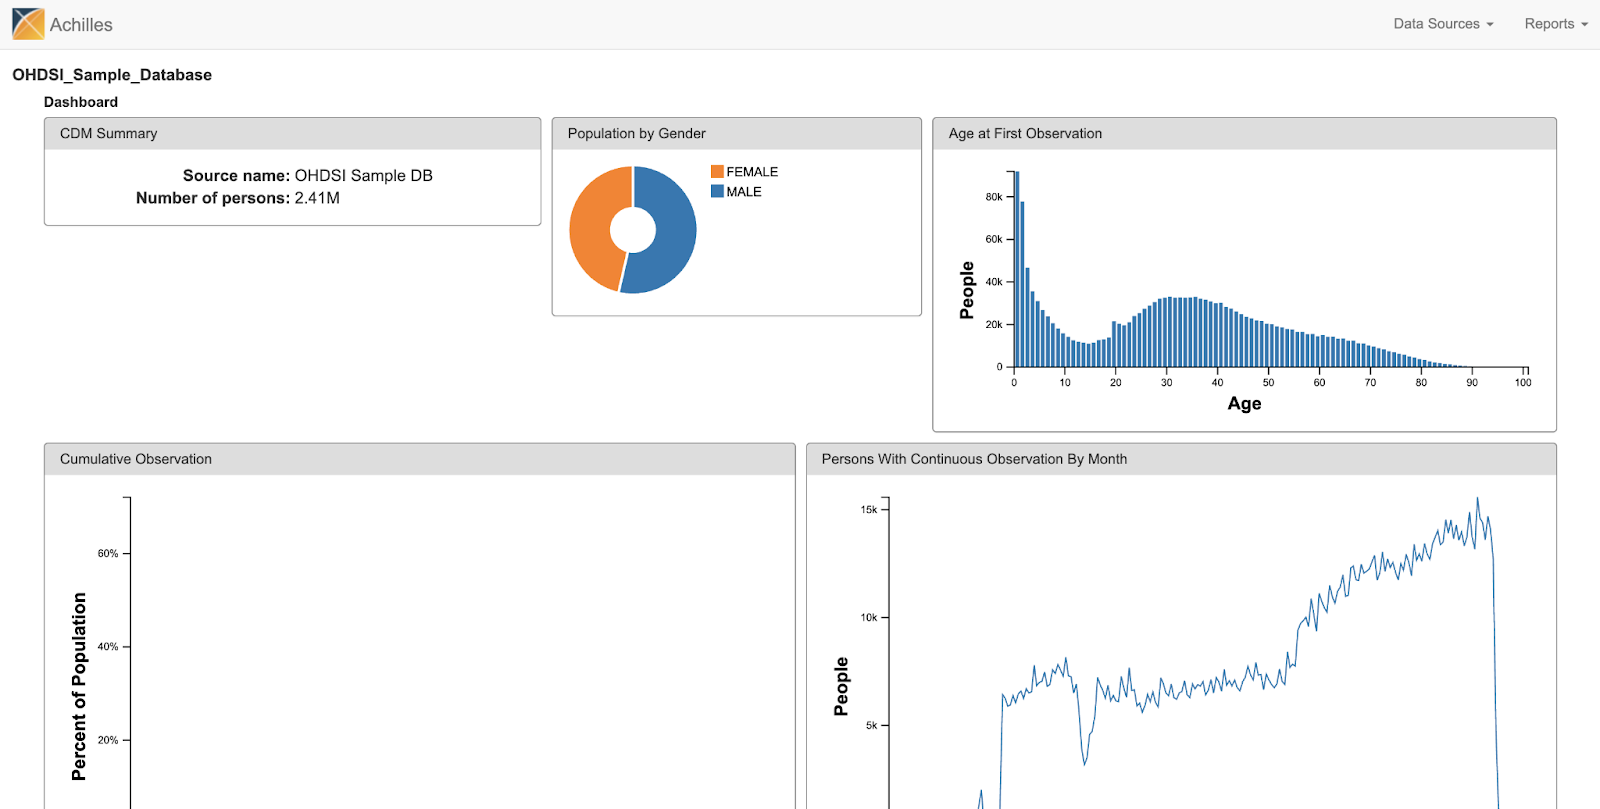 Achilles
Data Sources
Reports
OHDSI_Sample_Database
Dashboard
CDM Summary
Source name: OHDSI Sample DB
Number of persons: 2.41M
Population by Gender
FEMALE
MALE
Age at First Observation
80k
60k
40k
20k
0
People
0 10 20 30 40 50 60 70 80 90 100
Age
Cumulative Observation
60%
40%
20%
Percent of Population
Persons With Continuous Observation By Month
15k
10k
5k
People